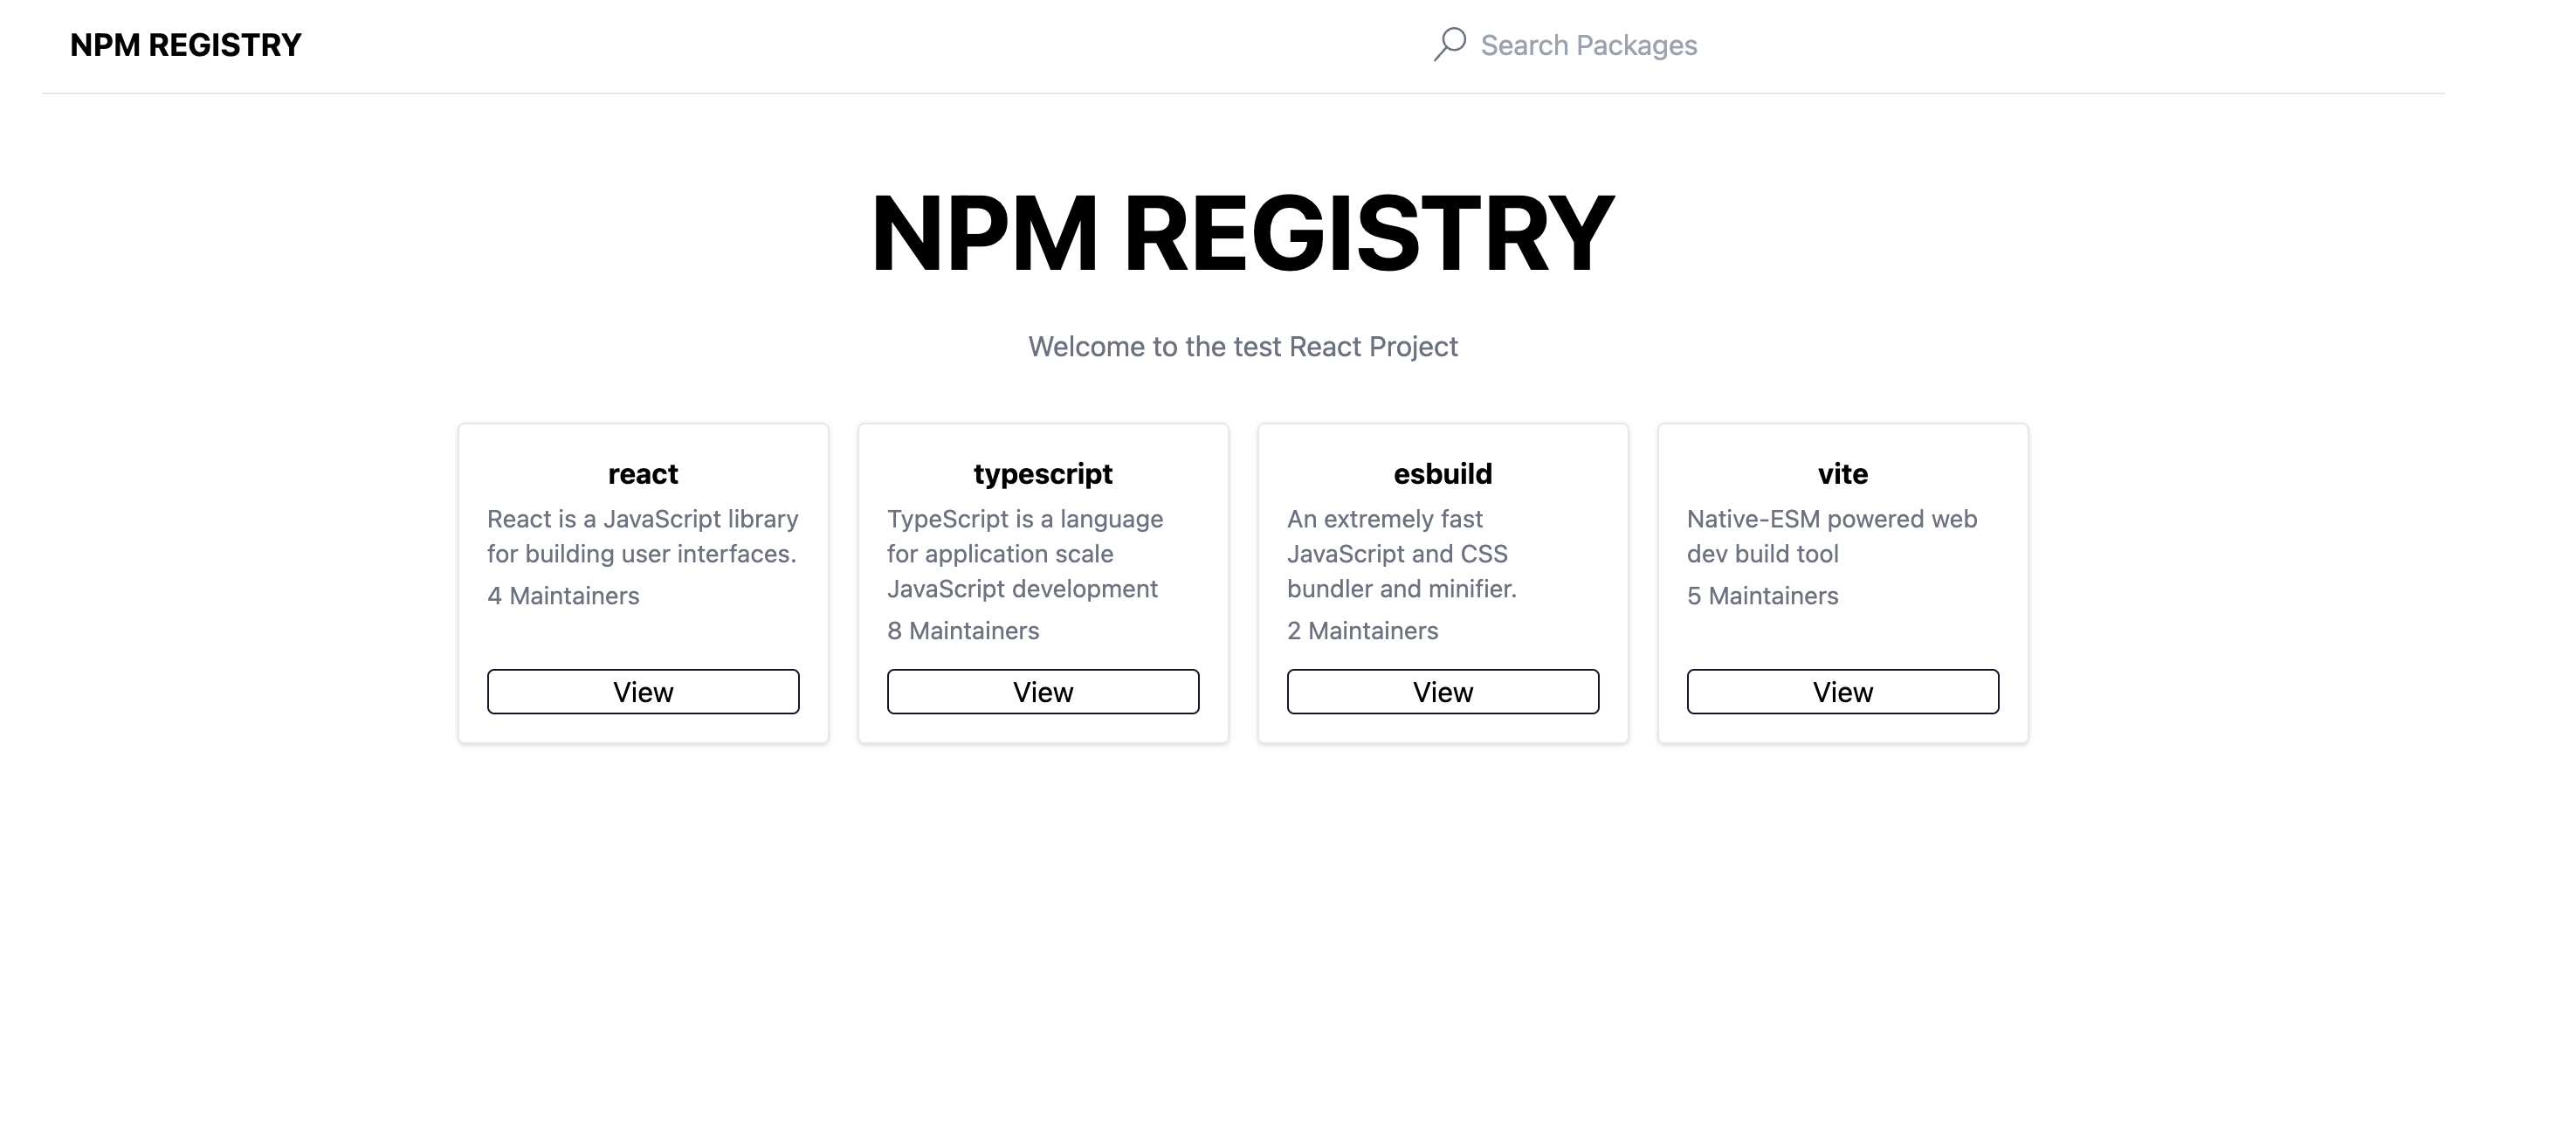 NPM REGISTRY
Search Packages
NPM REGISTRY
Welcome to the test React Project
react
React is a JavaScript library
for building user interfaces.
4 Maintainers
View
typescript
TypeScript is a language
for application scale
JavaScript development
8 Maintainers
View
esbuild
An extremely fast
JavaScript and CSS
bundler and minifier.
2 Maintainers
View
vite
Native-ESM powered web
dev build tool
5 Maintainers
View